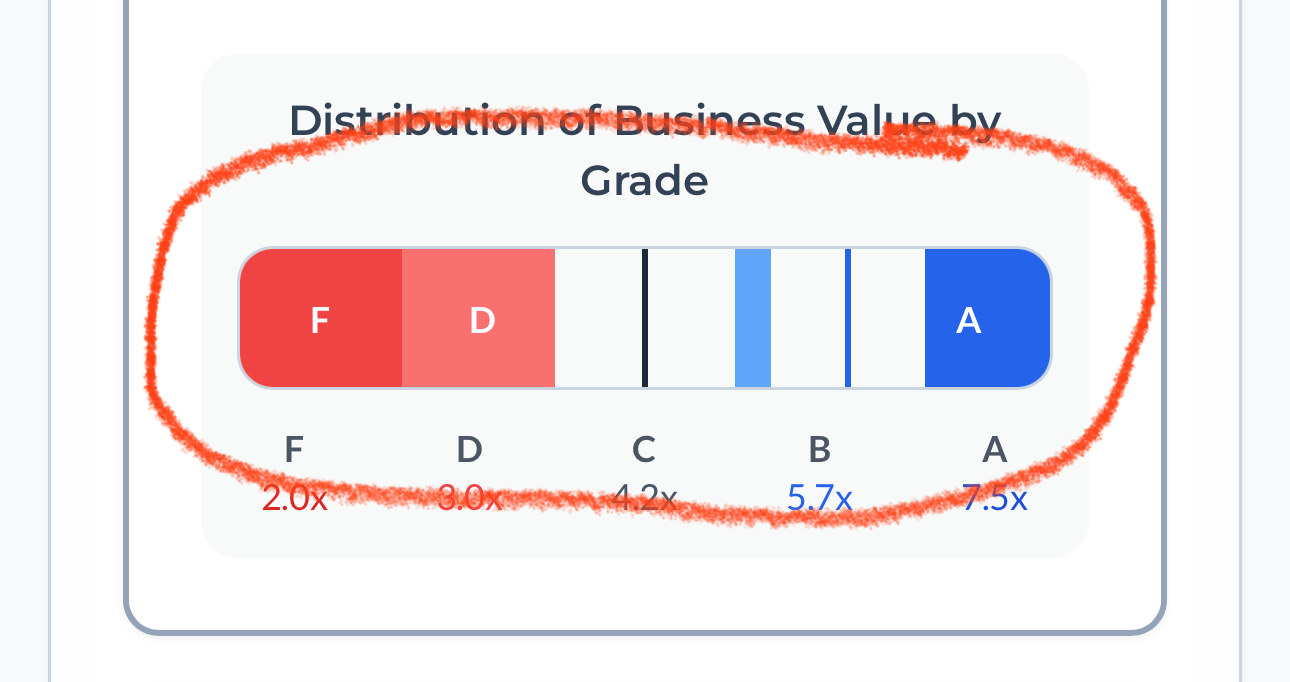 Distribution of Business Value by
Grade
F D A
F D C B A
2.0x 3.0x 4.2x 5.7x 7.5x